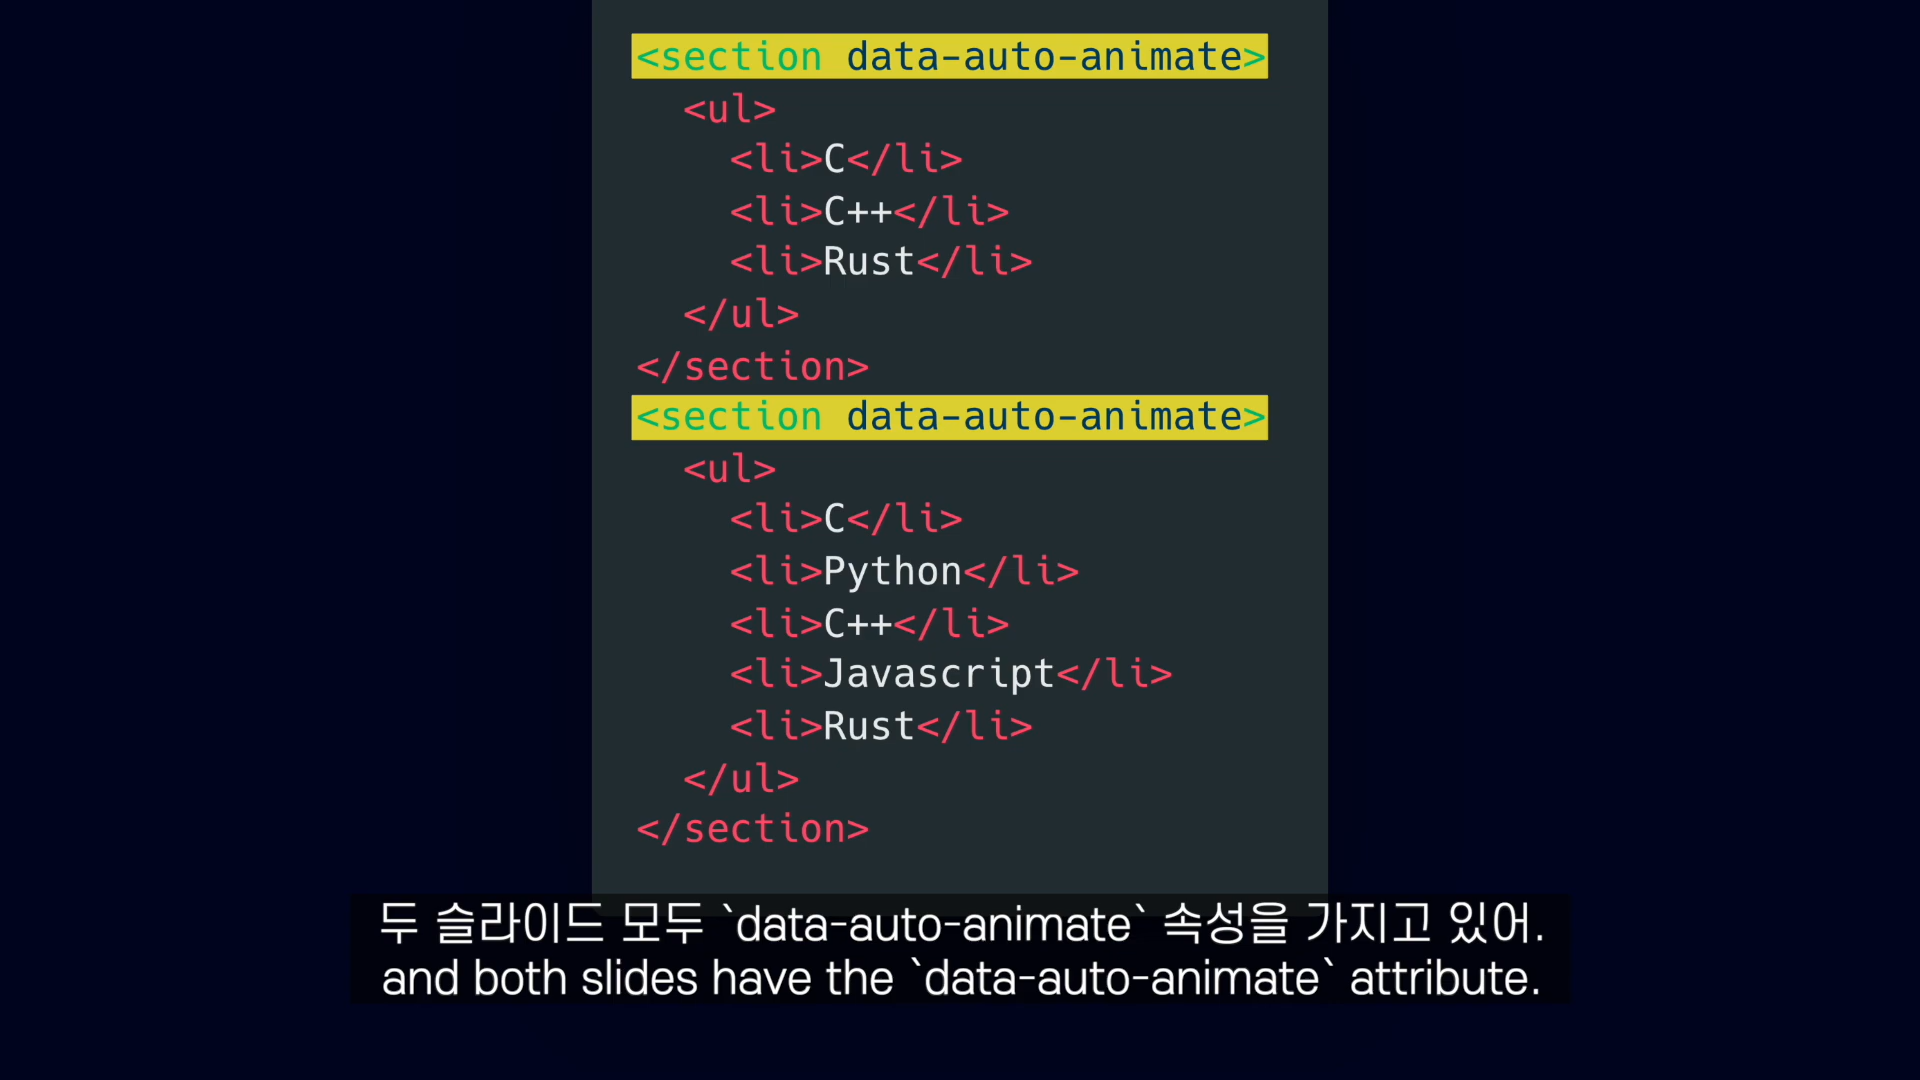 <section data-auto-animate>
<ul>
<li>C</li>
<li>C++</li>
<li>Rust</li>
</ul>
</section>
<section data-auto-animate>
<ul>
<li>C</li>
<li>Python</li>
<li>C++</li>
<li>Javascript</li>
<li>Rust</li>
</ul>
</section>
두 슬라이드 모두 `data-auto-animate` 속성을 가지고 있어.
and both slides have the `data-auto-animate` attribute.